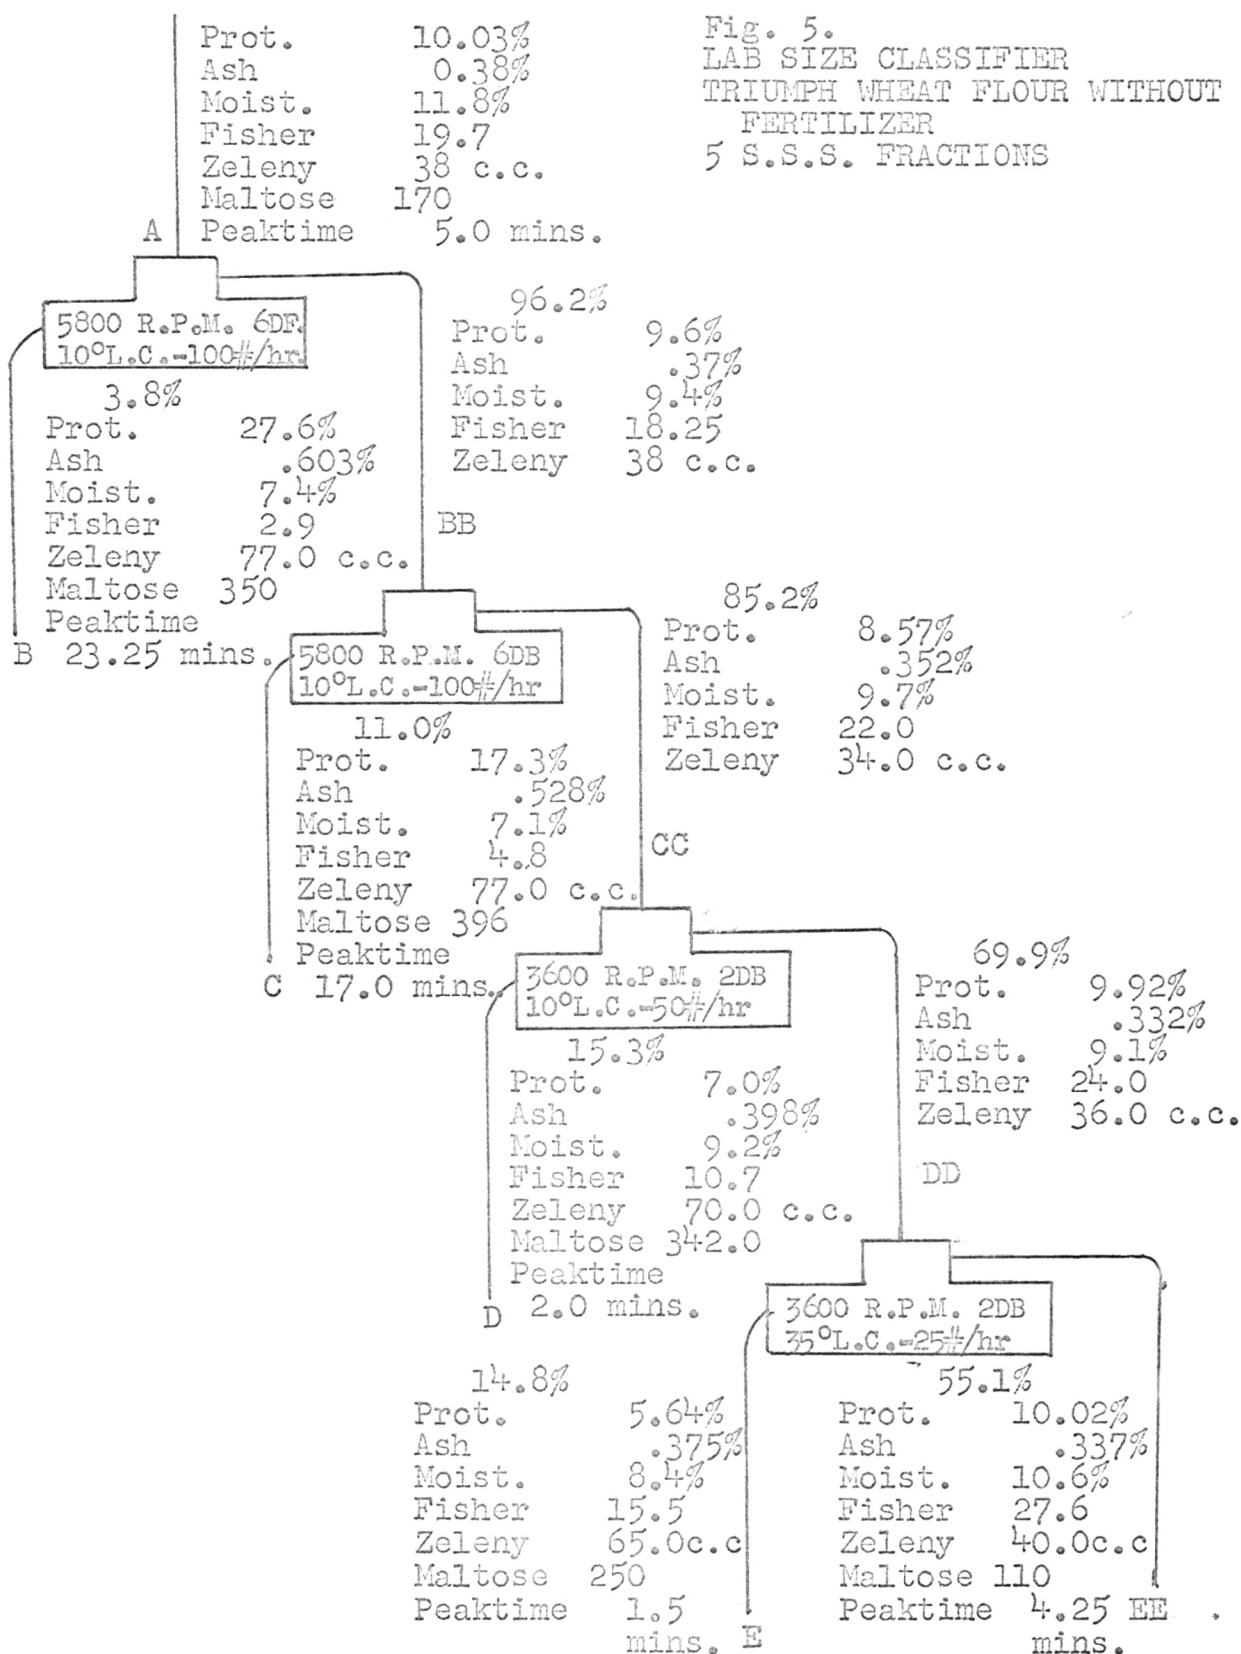 Fig. 5.
LAB SIZE CLASSIFIER
TRIUMPH WHEAT FLOUR WITHOUT
FERTILIZER
5 S.S.S. FRACTIONS
Prot. 10.03%
Ash 0.38%
Moist. 11.8%
Fisher 19.7
Zeleny 38 c.c.
Maltose 170
A Peaktime 5.0 mins.
5800 R.P.M. 6DF.
10°L.C.-100#/hr.
96.2%
Prot. 9.6%
Ash .37%
Moist. 9.4%
Fisher 18.25
Zeleny 38 c.c.
BB
3.8%
Prot. 27.6%
Ash .603%
Moist. 7.4%
Fisher 2.9
Zeleny 77.0 c.c.
Maltose 350
Peaktime
B 23.25 mins.
5800 R.P.M. 6DB
10°L.C.-100#/hr
85.2%
Prot. 8.57%
Ash .352%
Moist. 9.7%
Fisher 22.0
Zeleny 34.0 c.c.
CC
11.0%
Prot. 17.3%
Ash .528%
Moist. 7.1%
Fisher 4.8
Zeleny 77.0 c.c.
Maltose 396
Peaktime
C 17.0 mins.
3600 R.P.M. 2DB
10°L.C.-50#/hr
69.9%
Prot. 9.92%
Ash .332%
Moist. 9.1%
Fisher 24.0
Zeleny 36.0 c.c.
DD
15.3%
Prot. 7.0%
Ash .398%
Moist. 9.2%
Fisher 10.7
Zeleny 70.0 c.c.
Maltose 342.0
Peaktime
D 2.0 mins.
3600 R.P.M. 2DB
35°L.C.-25#/hr
14.8%
Prot. 5.64%
Ash .375%
Moist. 8.4%
Fisher 15.5
Zeleny 65.0c.c
Maltose 250
Peaktime 1.5
mins. E
55.1%
Prot. 10.02%
Ash .337%
Moist. 10.6%
Fisher 27.6
Zeleny 40.0c.c
Maltose 110
Peaktime 4.25 EE
mins.